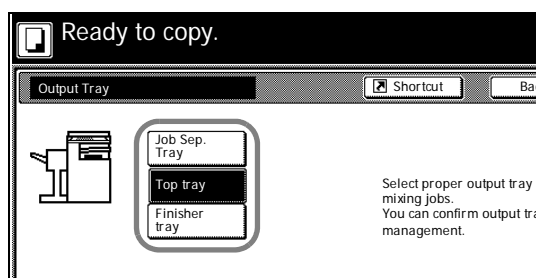 Ready to copy.
Output Tray
Shortcut
Job Sep.
Tray
Top tray
Finisher
tray
Select proper output tray
mixing jobs.
You can confirm output
management.